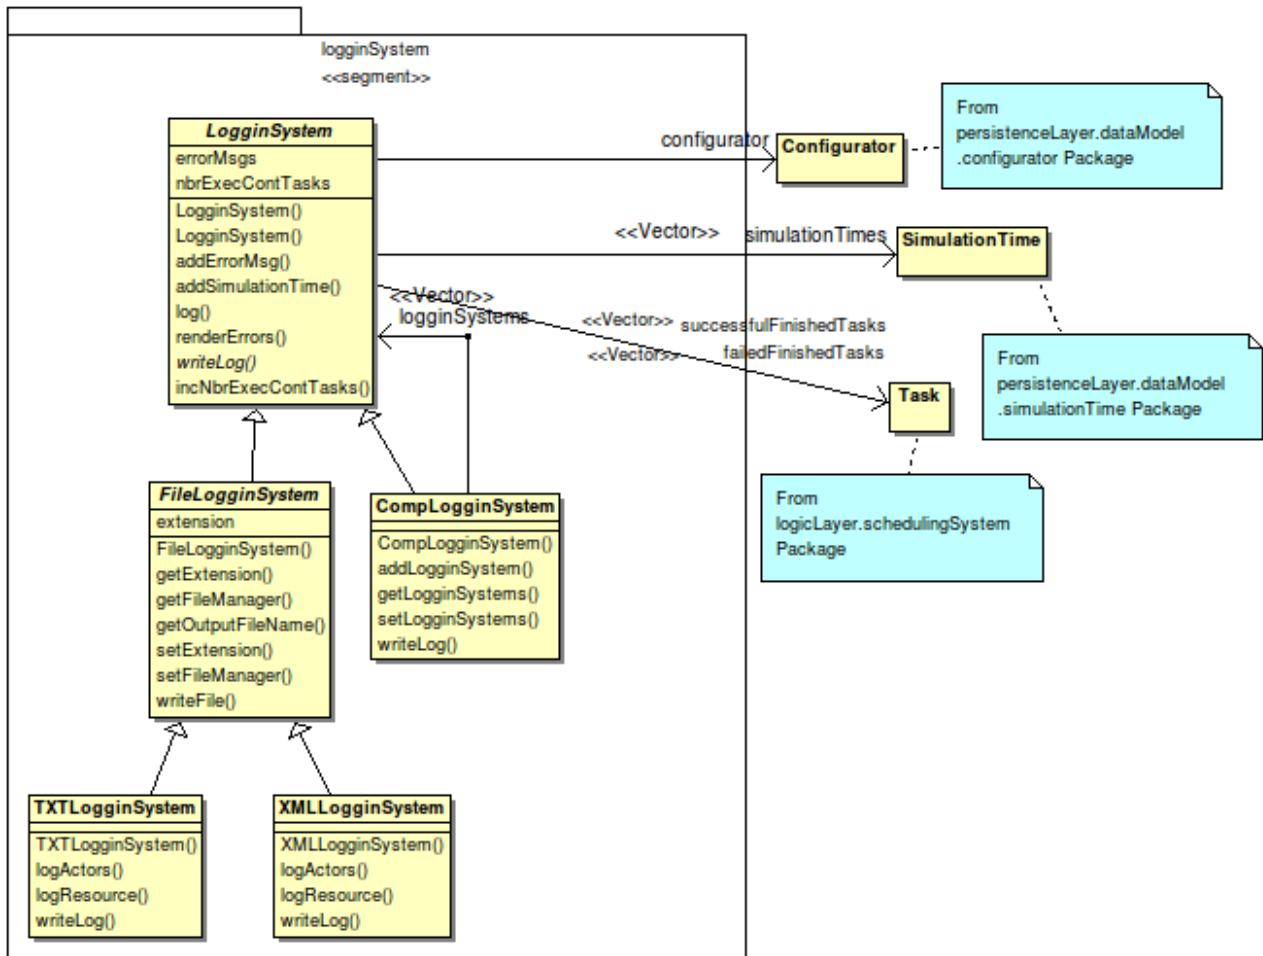 logginSystem
<<segment>>
LogginSystem
errorMsgs
nbrExecContTasks
LogginSystem()
LogginSystem()
addErrorMsg()
addSimulationTime()
log()
renderErrors()
writeLog()
incNbrExecContTasks()
configurator
Configurator
From
persistenceLayer.dataModel
.configurator Package
<<Vector>> simulationTimes
SimulationTime
From
persistenceLayer.dataModel
.simulationTime Package
<<Vector>>
logginSystems
<<Vector>> successfulFinishedTasks
<<Vector>> failedFinishedTasks
Task
From
logicLayer.schedulingSystem
Package
FileLogginSystem
extension
FileLogginSystem()
getExtension()
getFileManager()
getOutputFileName()
setExtension()
setFileManager()
writeFile()
CompLogginSystem
CompLogginSystem()
addLogginSystem()
getLogginSystems()
setLogginSystems()
writeLog()
TXTLogginSystem
TXTLogginSystem()
logActors()
logResource()
writeLog()
XMLLogginSystem
XMLLogginSystem()
logActors()
logResource()
writeLog()